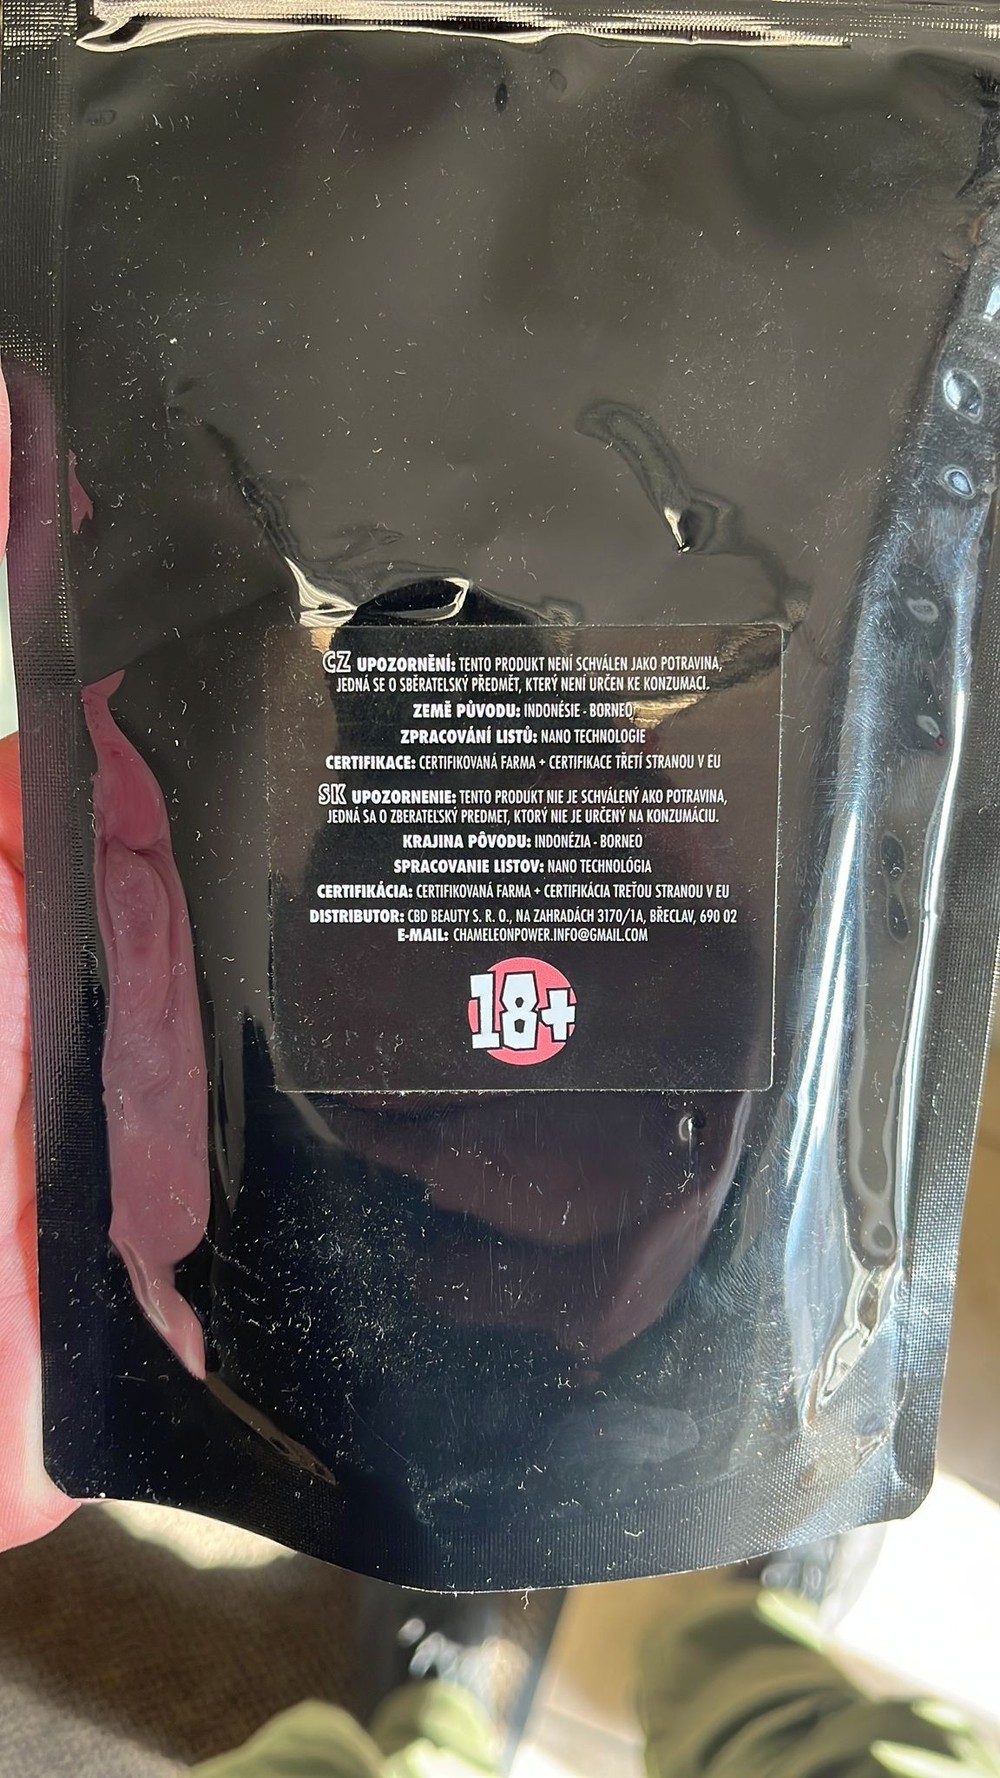 CZ UPOZORNĚNÍ: TENTO PRODUKT NENÍ SCHVÁLEN JAKO POTRAVINA,
JEDNÁ SE O SBĚRATELSKÝ PŘEDMĚT, KTERÝ NENÍ URČEN KE KONZUMACI.
ZEMĚ PŮVODU: INDONÉSIE - BORNEO
ZPRACOVÁNÍ LISTŮ: NANO TECHNOLOGIE
CERTIFIKACE: CERTIFIKOVANÁ FARMA + CERTIFIKACE TŘETÍ STRANOU V EU
SK UPOZORNENIE: TENTO PRODUKT NIE JE SCHVÁLENÝ AKO POTRAVINA,
JEDNÁ SA O ZBERATELSKÝ PREDMET, KTORÝ NIE JE URČENÝ NA KONZUMÁCIU.
KRAJINA PÔVODU: INDONÉZIA - BORNEO
SPRACOVANIE LISTOV: NANO TECHNOLÓGIA
CERTIFIKÁCIA: CERTIFIKOVANÁ FARMA + CERTIFIKÁCIA TREŤOU STRANOU V EU
DISTRIBUTOR: CBD BEAUTY S. R. O., NA ZAHRADÁCH 3170/1A, BŘECLAV, 690 02
E-MAIL: CHAMELEONPOWER.INFO@GMAIL.COM
18+